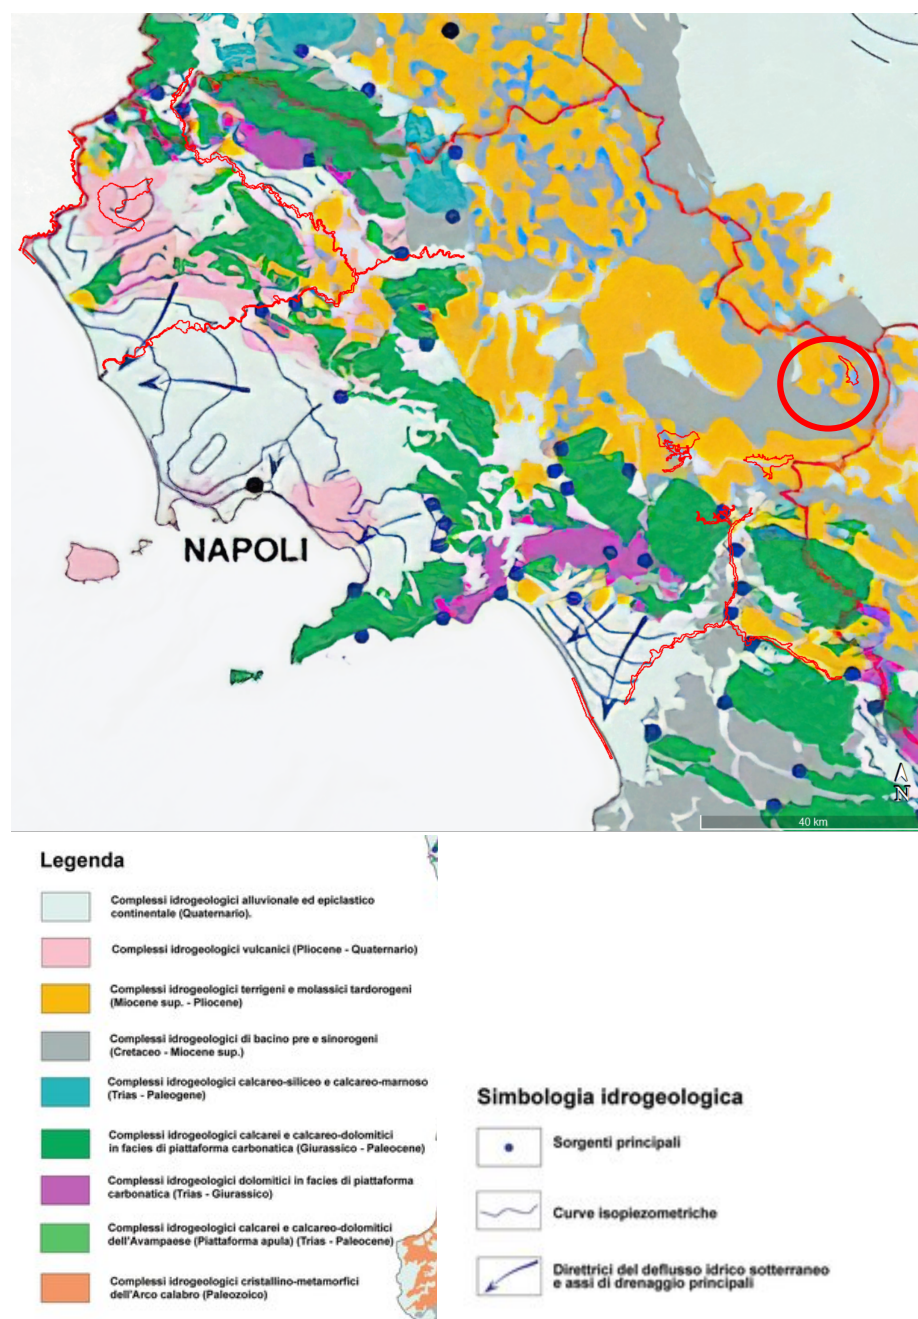 NAPOLI
N
40 km
Legenda
Complessi idrogeologici alluvionale ed epiclastico
continentale (Quaternario).
Complessi idrogeologici vulcanici (Pliocene - Quaternario)
Complessi idrogeologici terrigeni e molassici tardorogeni
(Miocene sup. - Pliocene)
Complessi idrogeologici di bacino pre e sinorogeni
(Cretaceo - Miocene sup.)
Complessi idrogeologici calcareo-siliceo e calcareo-marnoso
(Trias - Paleogene)
Complessi idrogeologici calcarei e calcareo-dolomitici
in facies di piattaforma carbonatica (Giurassico - Paleocene)
Complessi idrogeologici dolomitici in facies di piattaforma
carbonatica (Trias - Giurassico)
Complessi idrogeologici calcarei e calcareo-dolomitici
dell'Avampaese (Piattaforma apula) (Trias - Paleocene)
Complessi idrogeologici cristallino-metamorfici
dell'Arco calabro (Paleozoico)
Simbologia idrogeologica
Sorgenti principali
Curve isopiezometriche
Direttrici del deflusso idrico sotterraneo
e assi di drenaggio principali